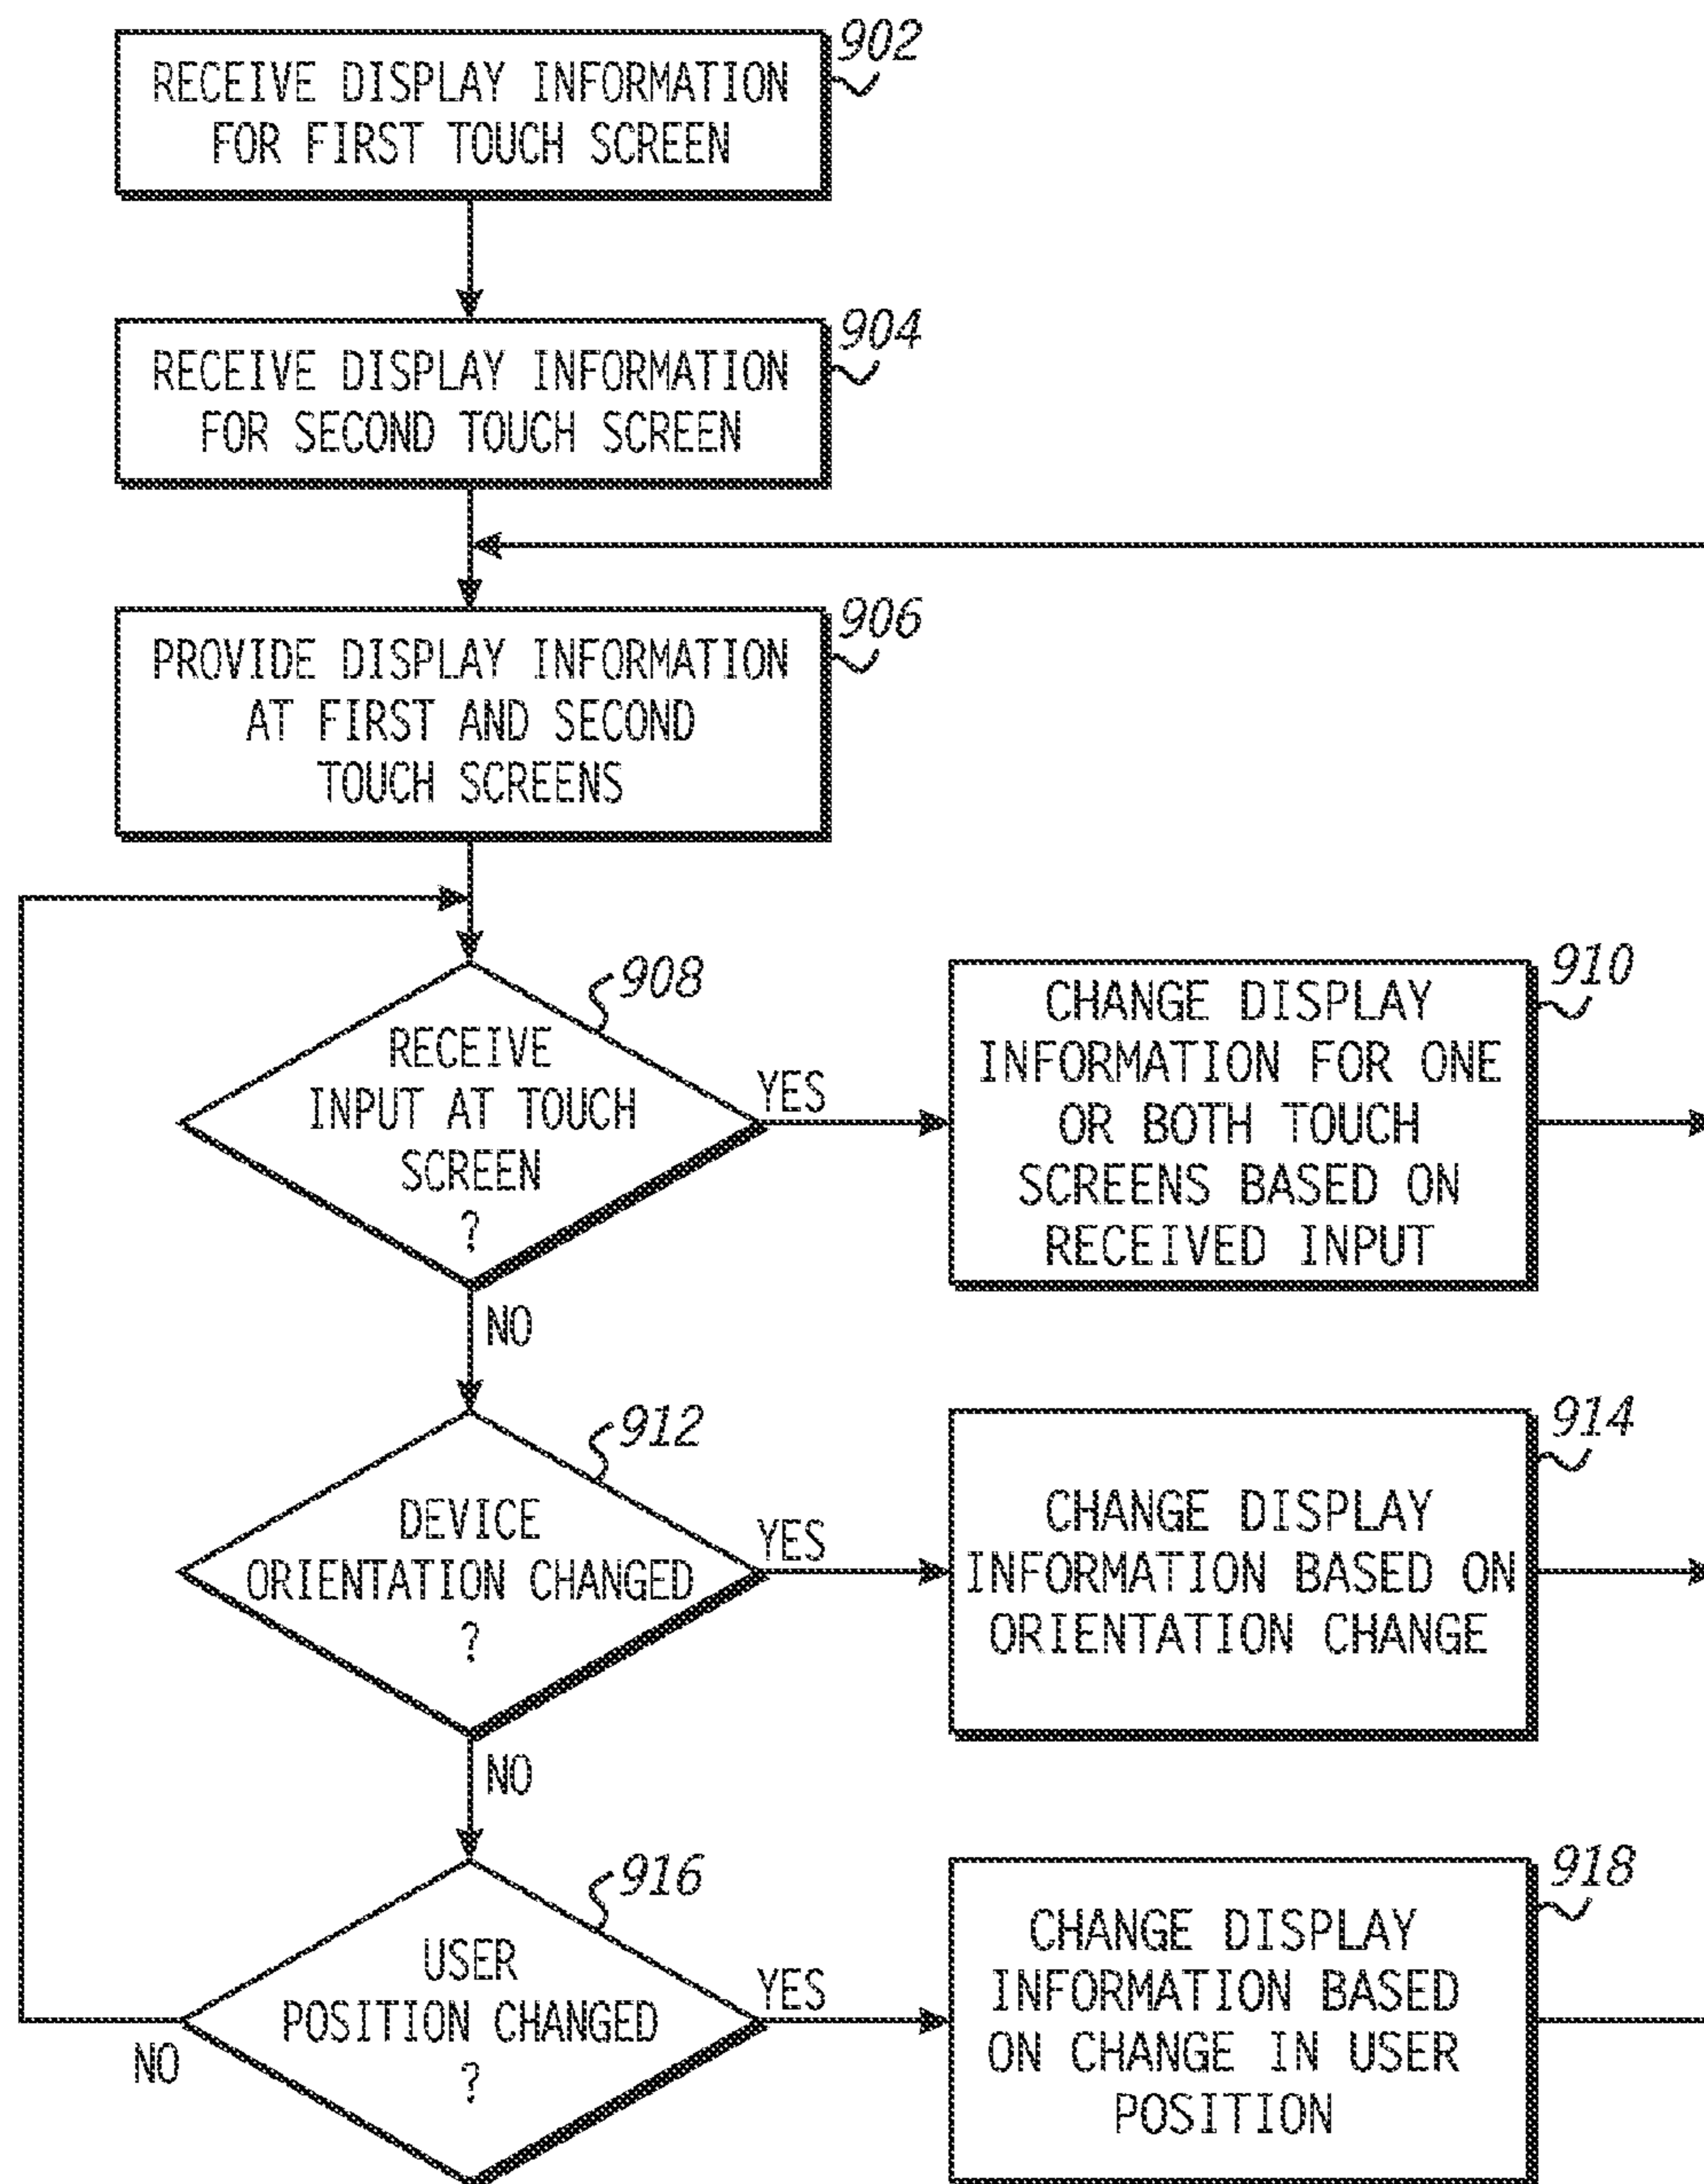 902
RECEIVE DISPLAY INFORMATION
FOR FIRST TOUCH SCREEN
904
RECEIVE DISPLAY INFORMATION
FOR SECOND TOUCH SCREEN
906
PROVIDE DISPLAY INFORMATION
AT FIRST AND SECOND
TOUCH SCREENS
908
RECEIVE
INPUT AT TOUCH
SCREEN
?
YES
NO
910
CHANGE DISPLAY
INFORMATION FOR ONE
OR BOTH TOUCH
SCREENS BASED ON
RECEIVED INPUT
912
DEVICE
ORIENTATION CHANGED
?
YES
NO
914
CHANGE DISPLAY
INFORMATION BASED ON
ORIENTATION CHANGE
916
USER
POSITION CHANGED
?
YES
NO
918
CHANGE DISPLAY
INFORMATION BASED
ON CHANGE IN USER
POSITION